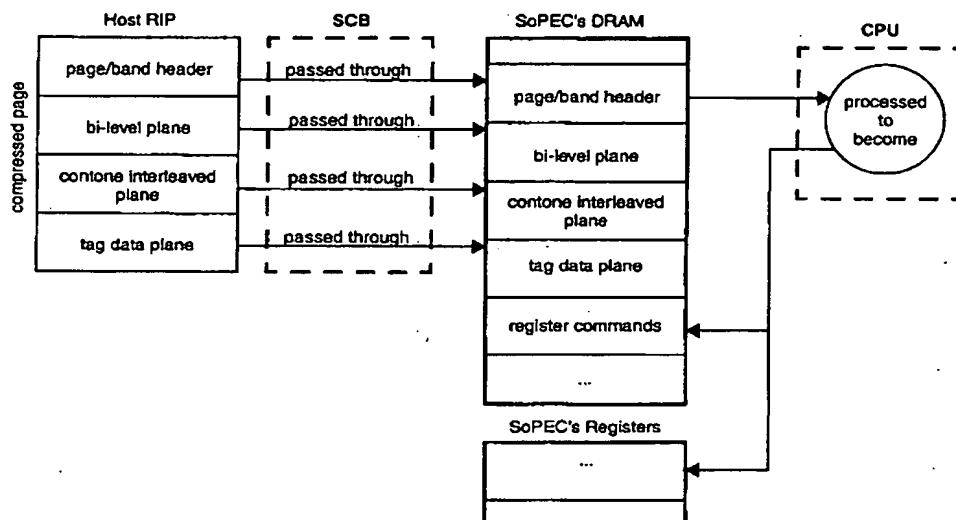 Host RIP
SCB
SoPEC's DRAM
CPU
compressed page
page/band header
bi-level plane
contone interleaved
plane
tag data plane
passed through
passed through
passed through
passed through
page/band header
bi-level plane
contone interleaved
plane
tag data plane
register commands
...
processed
to
become
SoPEC's Registers
...